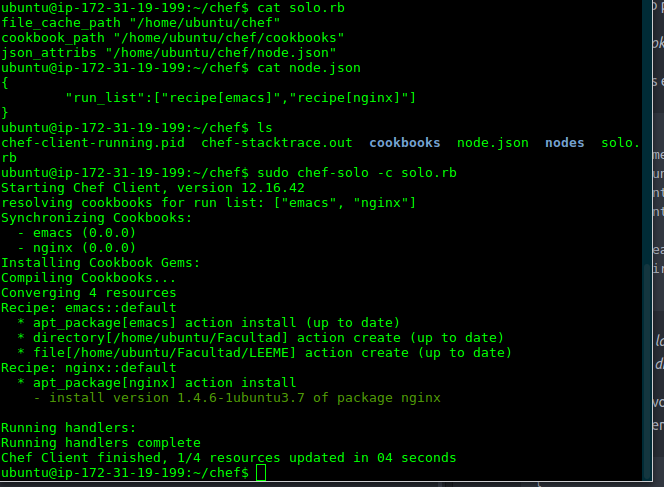 ubuntu@ip-172-31-19-199:~/chef$ cat solo.rb
file_cache_path "/home/ubuntu/chef"
cookbook_path "/home/ubuntu/chef/cookbooks"
json_attribs "/home/ubuntu/chef/node.json"
ubuntu@ip-172-31-19-199:~/chef$ cat node.json
{
        "run_list":["recipe[emacs]","recipe[nginx]"]
}
ubuntu@ip-172-31-19-199:~/chef$ ls
chef-client-running.pid  chef-stacktrace.out  cookbooks  node.json  nodes  solo.
rb
ubuntu@ip-172-31-19-199:~/chef$ sudo chef-solo -c solo.rb
Starting Chef Client, version 12.16.42
resolving cookbooks for run list: ["emacs", "nginx"]
Synchronizing Cookbooks:
  - emacs (0.0.0)
  - nginx (0.0.0)
Installing Cookbook Gems:
Compiling Cookbooks...
Converging 4 resources
Recipe: emacs::default
  * apt_package[emacs] action install (up to date)
  * directory[/home/ubuntu/Facultad] action create (up to date)
  * file[/home/ubuntu/Facultad/LEEME] action create (up to date)
Recipe: nginx::default
  * apt_package[nginx] action install
    - install version 1.4.6-1ubuntu3.7 of package nginx

Running handlers:
Running handlers complete
Chef Client finished, 1/4 resources updated in 04 seconds
ubuntu@ip-172-31-19-199:~/chef$